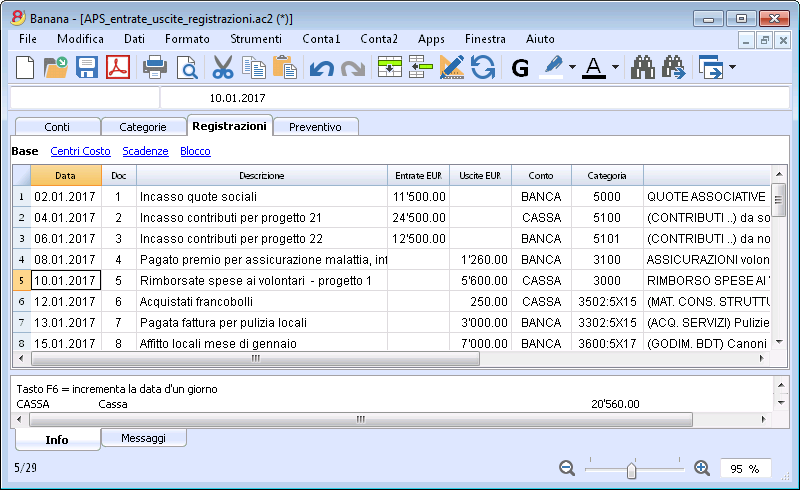 Banana - [APS_entrate_uscite_registrazioni.ac2 (*)]
File Modifica Dati Formato Strumenti Conta1 Conta2 Apps Finestra Aiuto
G A
10.01.2017
Conti Categorie Registrazioni Preventivo
Base Centri Costo Scadenze Blocco
Data Doc Descrizione Entrate EUR Uscite EUR Conto Categoria
1 02.01.2017 1 Incasso quote sociali 11'500.00 BANCA 5000 QUOTE ASSOCIATIVE
2 04.01.2017 2 Incasso contributi per progetto 21 24'500.00 CASSA 5100 (CONTRIBUTI ..) da so
3 06.01.2017 3 Incasso contributi per progetto 22 12'500.00 BANCA 5101 (CONTRIBUTI ..) da no
4 08.01.2017 4 Pagato premio per assicurazione malattia, inf 1'260.00 BANCA 3100 ASSICURAZIONI volon
5 10.01.2017 5 Rimborsate spese ai volontari - progetto 1 5'600.00 CASSA 3000 RIMBORSO SPESE AI
6 12.01.2017 6 Acquistati francobolli 250.00 CASSA 3502:5X15 (MAT. CONS. STRUTTU
7 13.01.2017 7 Pagata fattura per pulizia locali 3'000.00 BANCA 3302:5X15 (ACQ. SERVIZI) Pulizie
8 15.01.2017 8 Affitto locali mese di gennaio 7'000.00 BANCA 3600:5X17 (GODIM. BDT) Canoni
Tasto F6 = incrementa la data d'un giorno
CASSA Cassa 20'560.00
Info Messaggi
5/29 95 %